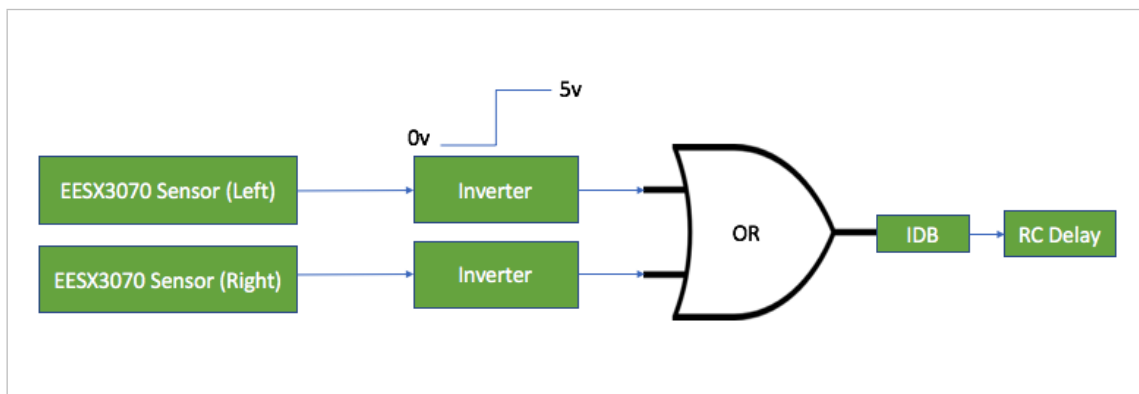 5v
0v
EESX3070 Sensor (Left)
Inverter
OR
IDB
RC Delay
EESX3070 Sensor (Right)
Inverter